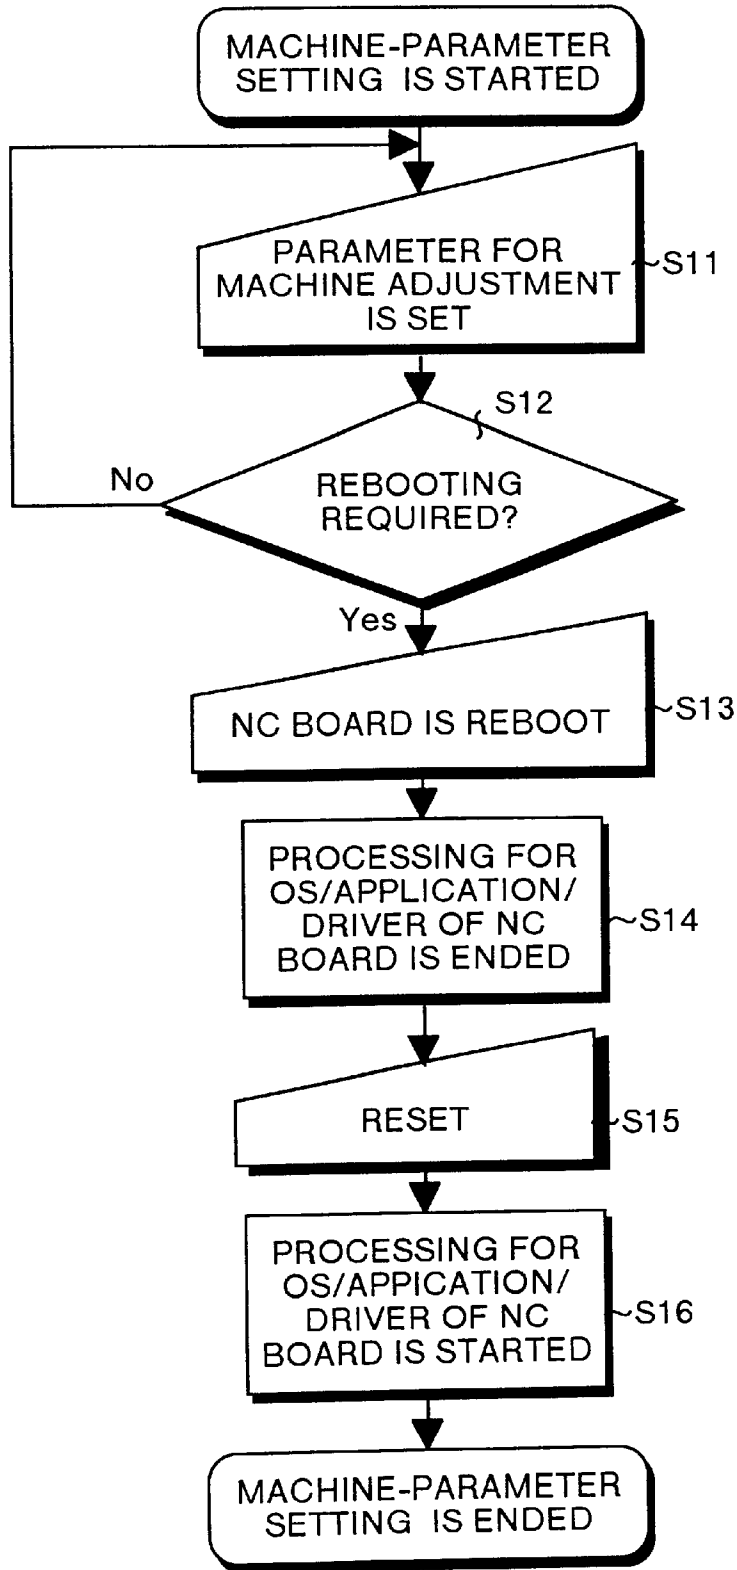 MACHINE-PARAMETER
SETTING IS STARTED
PARAMETER FOR
MACHINE ADJUSTMENT
IS SET
S11
S12
REBOOTING
REQUIRED?
No
Yes
NC BOARD IS REBOOT
S13
PROCESSING FOR
OS/APPLICATION/
DRIVER OF NC
BOARD IS ENDED
S14
RESET
S15
PROCESSING FOR
OS/APPICATION/
DRIVER OF NC
BOARD IS STARTED
S16
MACHINE-PARAMETER
SETTING IS ENDED